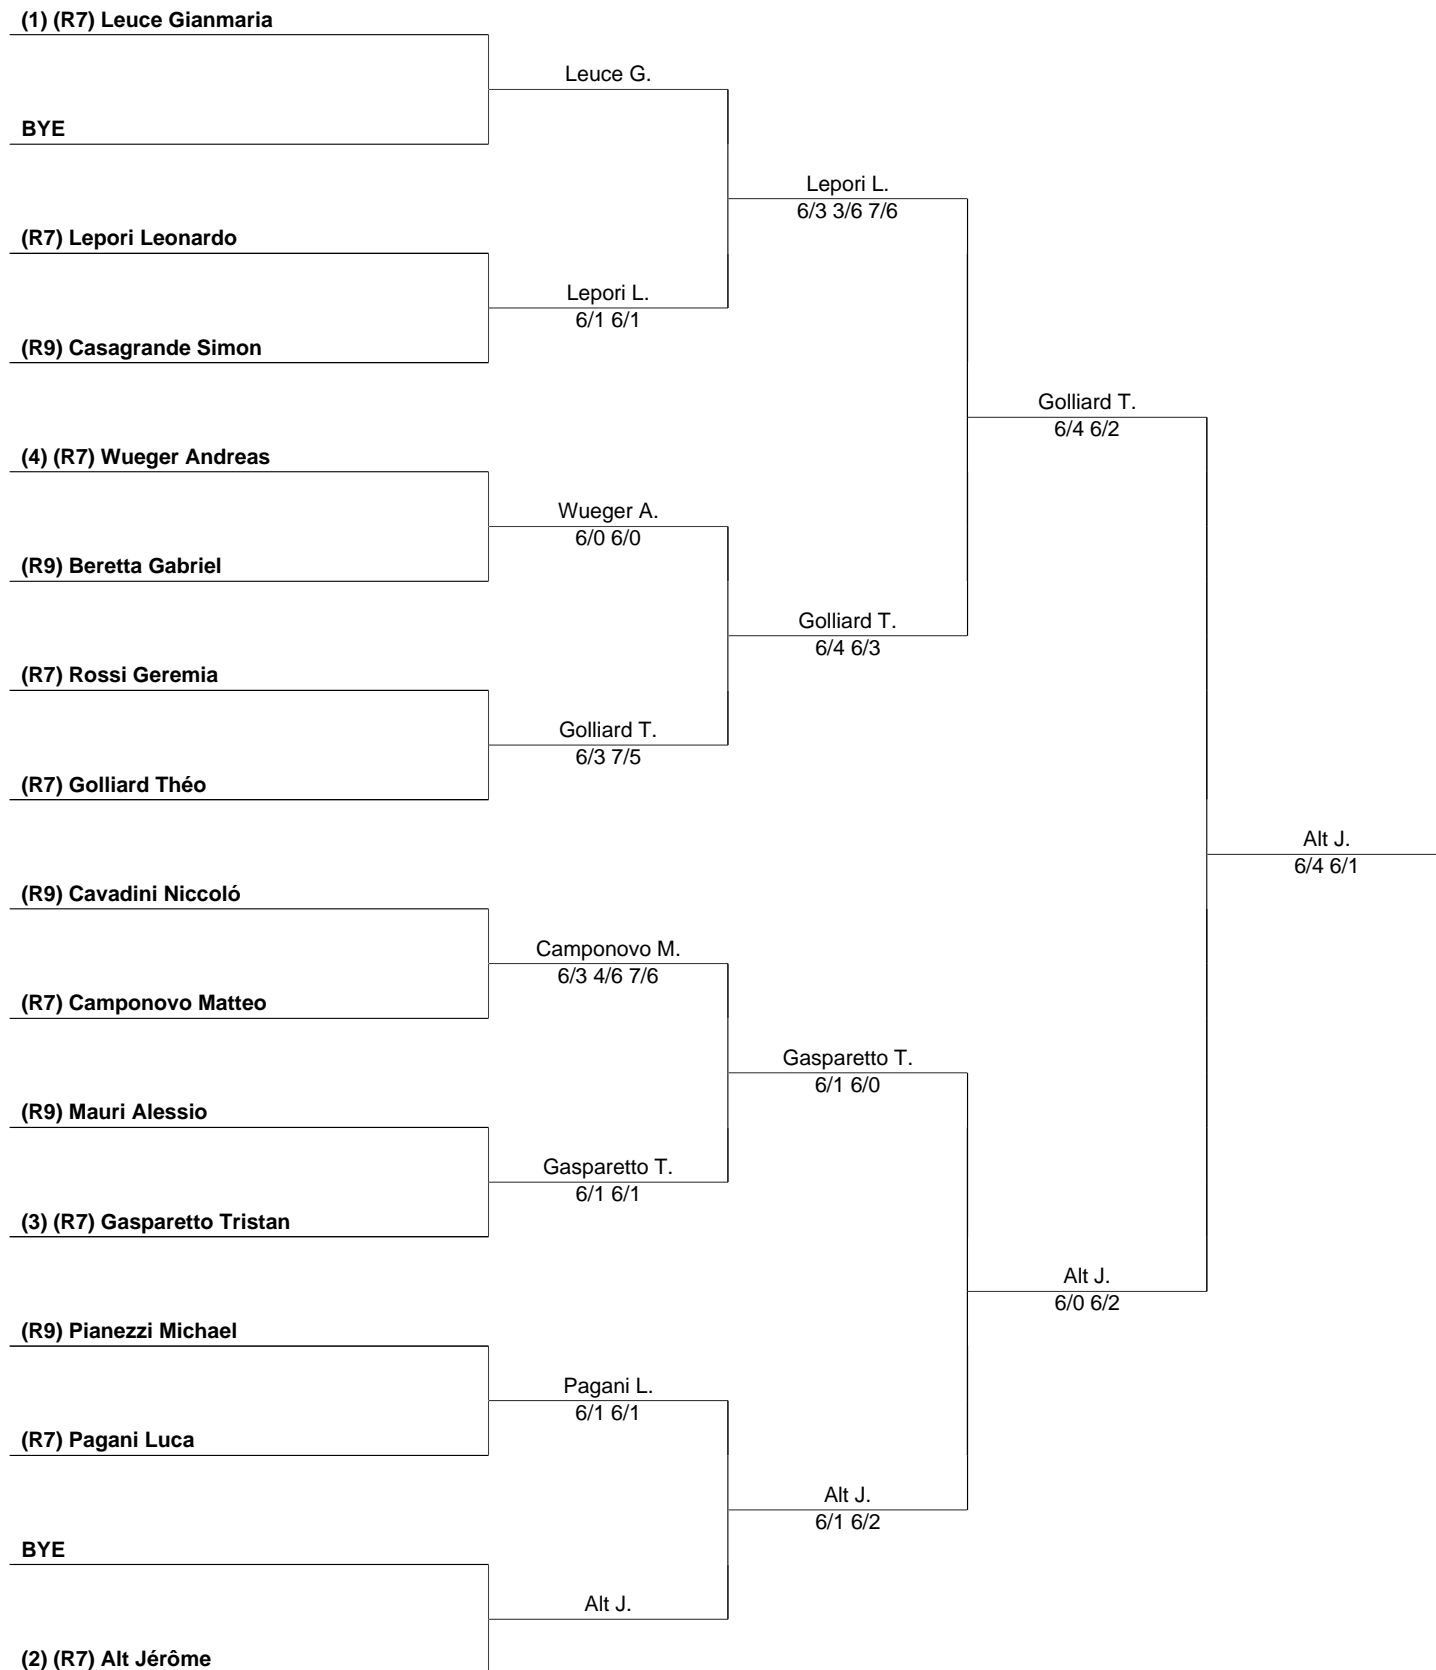 (1) (R7) Leuce Gianmaria
Leuce G.
BYE
Lepori L.
6/3 3/6 7/6
(R7) Lepori Leonardo
Lepori L.
6/1 6/1
(R9) Casagrande Simon
Golliard T.
6/4 6/2
(4) (R7) Wueger Andreas
Wueger A.
6/0 6/0
(R9) Beretta Gabriel
Golliard T.
6/4 6/3
(R7) Rossi Geremia
Golliard T.
6/3 7/5
(R7) Golliard Théo
Alt J.
6/4 6/1
(R9) Cavadini Niccoló
Camponovo M.
6/3 4/6 7/6
(R7) Camponovo Matteo
Gasparetto T.
6/1 6/0
(R9) Mauri Alessio
Gasparetto T.
6/1 6/1
(3) (R7) Gasparetto Tristan
Alt J.
6/0 6/2
(R9) Pianezzi Michael
Pagani L.
6/1 6/1
(R7) Pagani Luca
Alt J.
6/1 6/2
BYE
Alt J.
(2) (R7) Alt Jérôme